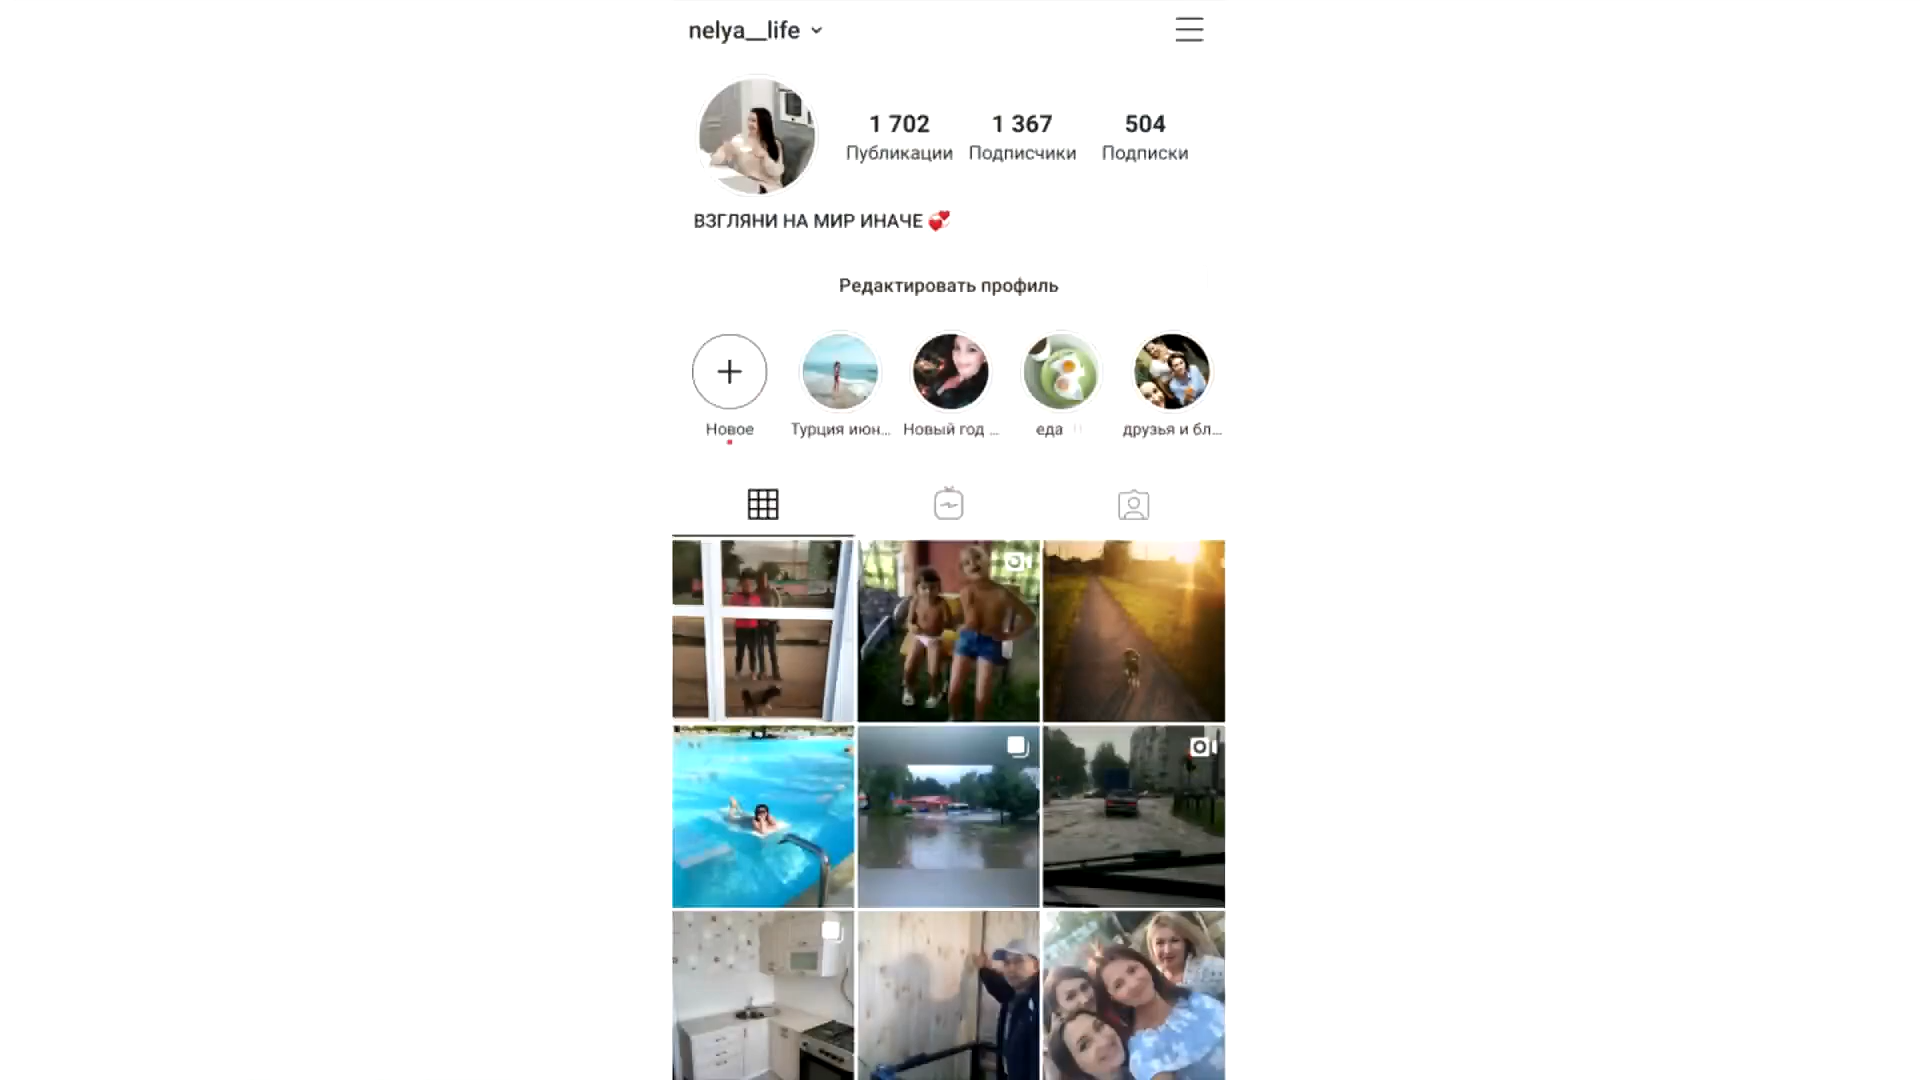 nelya__life
1 702 1 367 504
Публикации Подписчики Подписки
ВЗГЛЯНИ НА МИР ИНАЧЕ
Редактировать профиль
Новое Турция июн... Новый год ... еда друзья и бл...